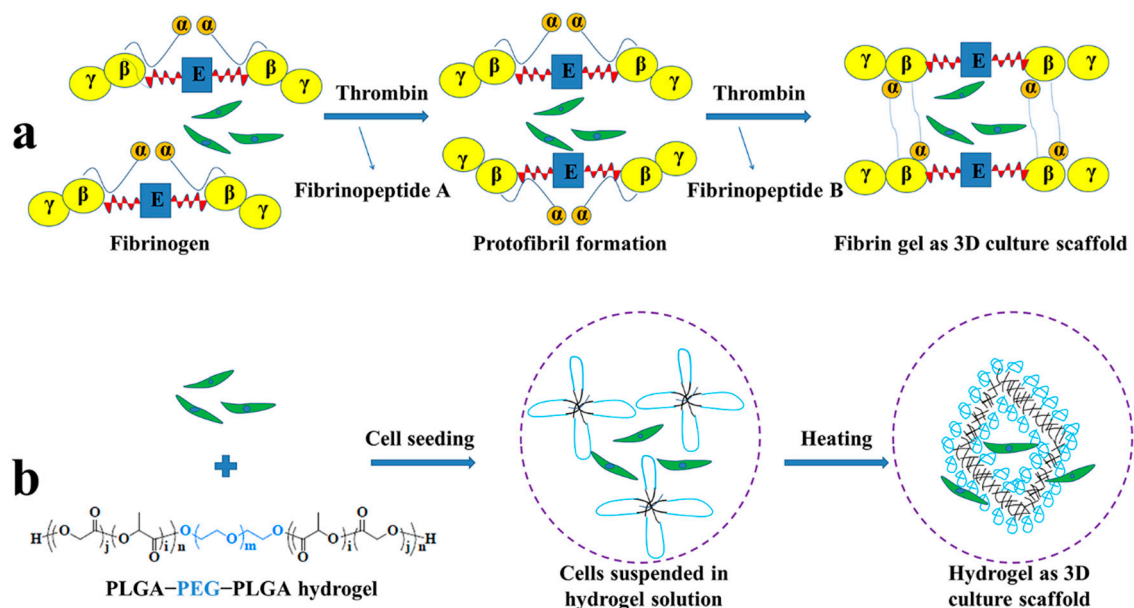 a
α α α α
γ β E β γ γ β E β γ γ β E β γ
Thrombin Thrombin
α α α α
α α
γ β E β γ γ β E β γ γ β E β γ
Fibrinopeptide A Fibrinopeptide B
α α
Fibrinogen Protofibril formation Fibrin gel as 3D culture scaffold
b
Cell seeding Heating
H O O j O O i n O O m O O i O O j n O H
PLGA–PEG–PLGA hydrogel
Cells suspended in
hydrogel solution
Hydrogel as 3D
culture scaffold